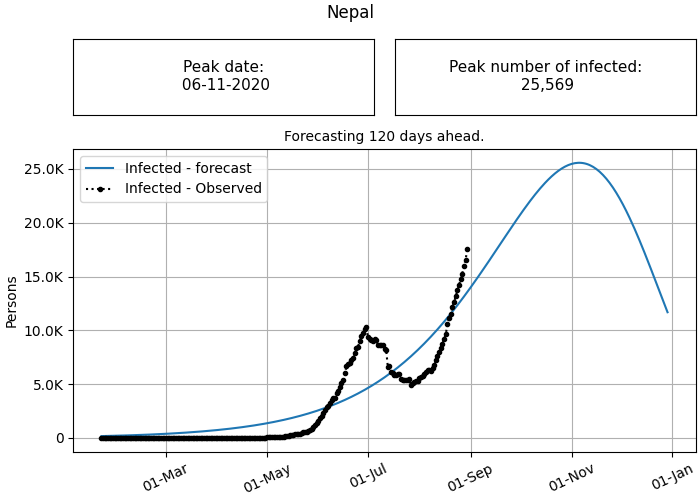 Nepal
Peak date:
06-11-2020
Peak number of infected:
25,569
Forecasting 120 days ahead.
Infected - forecast
Infected - Observed
25.0K
20.0K
15.0K
10.0K
5.0K
0
Persons
01-Mar
01-May
01-Jul
01-Sep
01-Nov
01-Jan